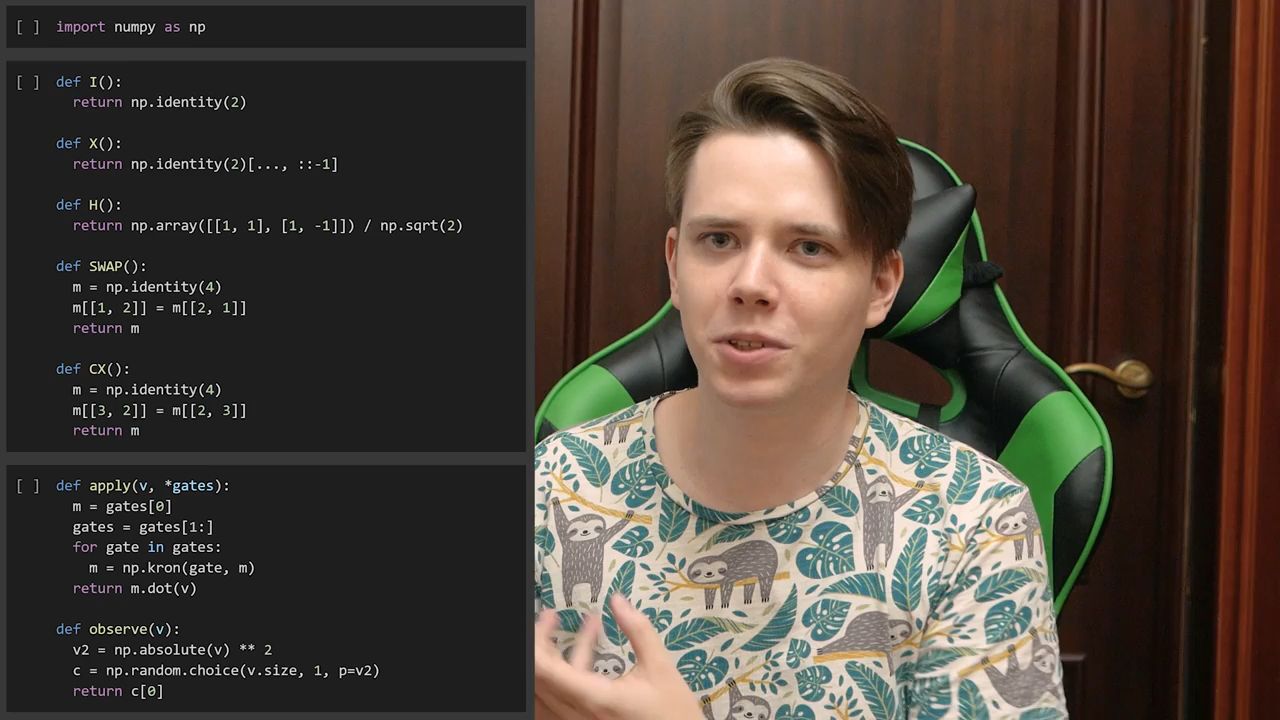 [ ] import numpy as np
[ ] def I():
return np.identity(2)
def X():
return np.identity(2)[..., ::-1]
def H():
return np.array([[1, 1], [1, -1]]) / np.sqrt(2)
def SWAP():
m = np.identity(4)
m[[1, 2]] = m[[2, 1]]
return m
def CX():
m = np.identity(4)
m[[3, 2]] = m[[2, 3]]
return m
[ ] def apply(v, *gates):
m = gates[0]
gates = gates[1:]
for gate in gates:
m = np.kron(gate, m)
return m.dot(v)
def observe(v):
v2 = np.absolute(v) ** 2
c = np.random.choice(v.size, 1, p=v2)
return c[0]